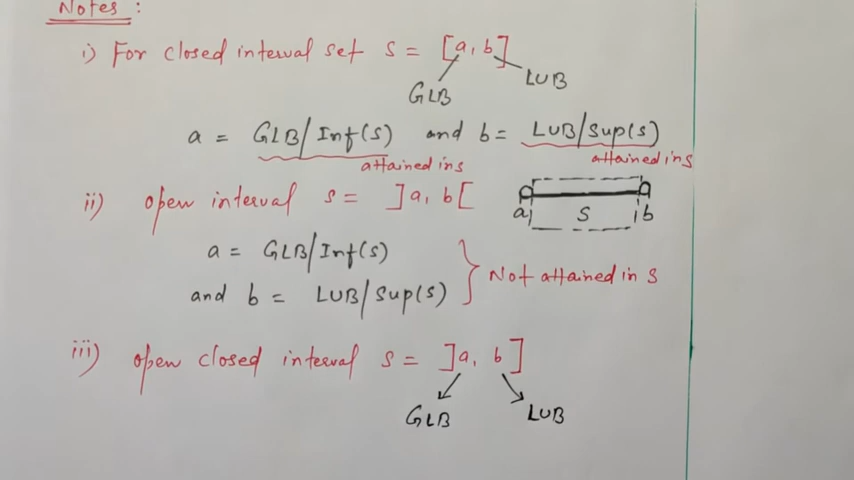 Notes :
i) For closed interval set S = [a, b]
GLB LUB
a = GLB/Inf(S) and b = LUB/Sup(S)
attained in S attained in S
ii) open interval S = ]a, b[
a S b
a = GLB/Inf(S)
and b = LUB/Sup(S)
} Not attained in S
iii) open closed interval S = ]a, b]
GLB LUB